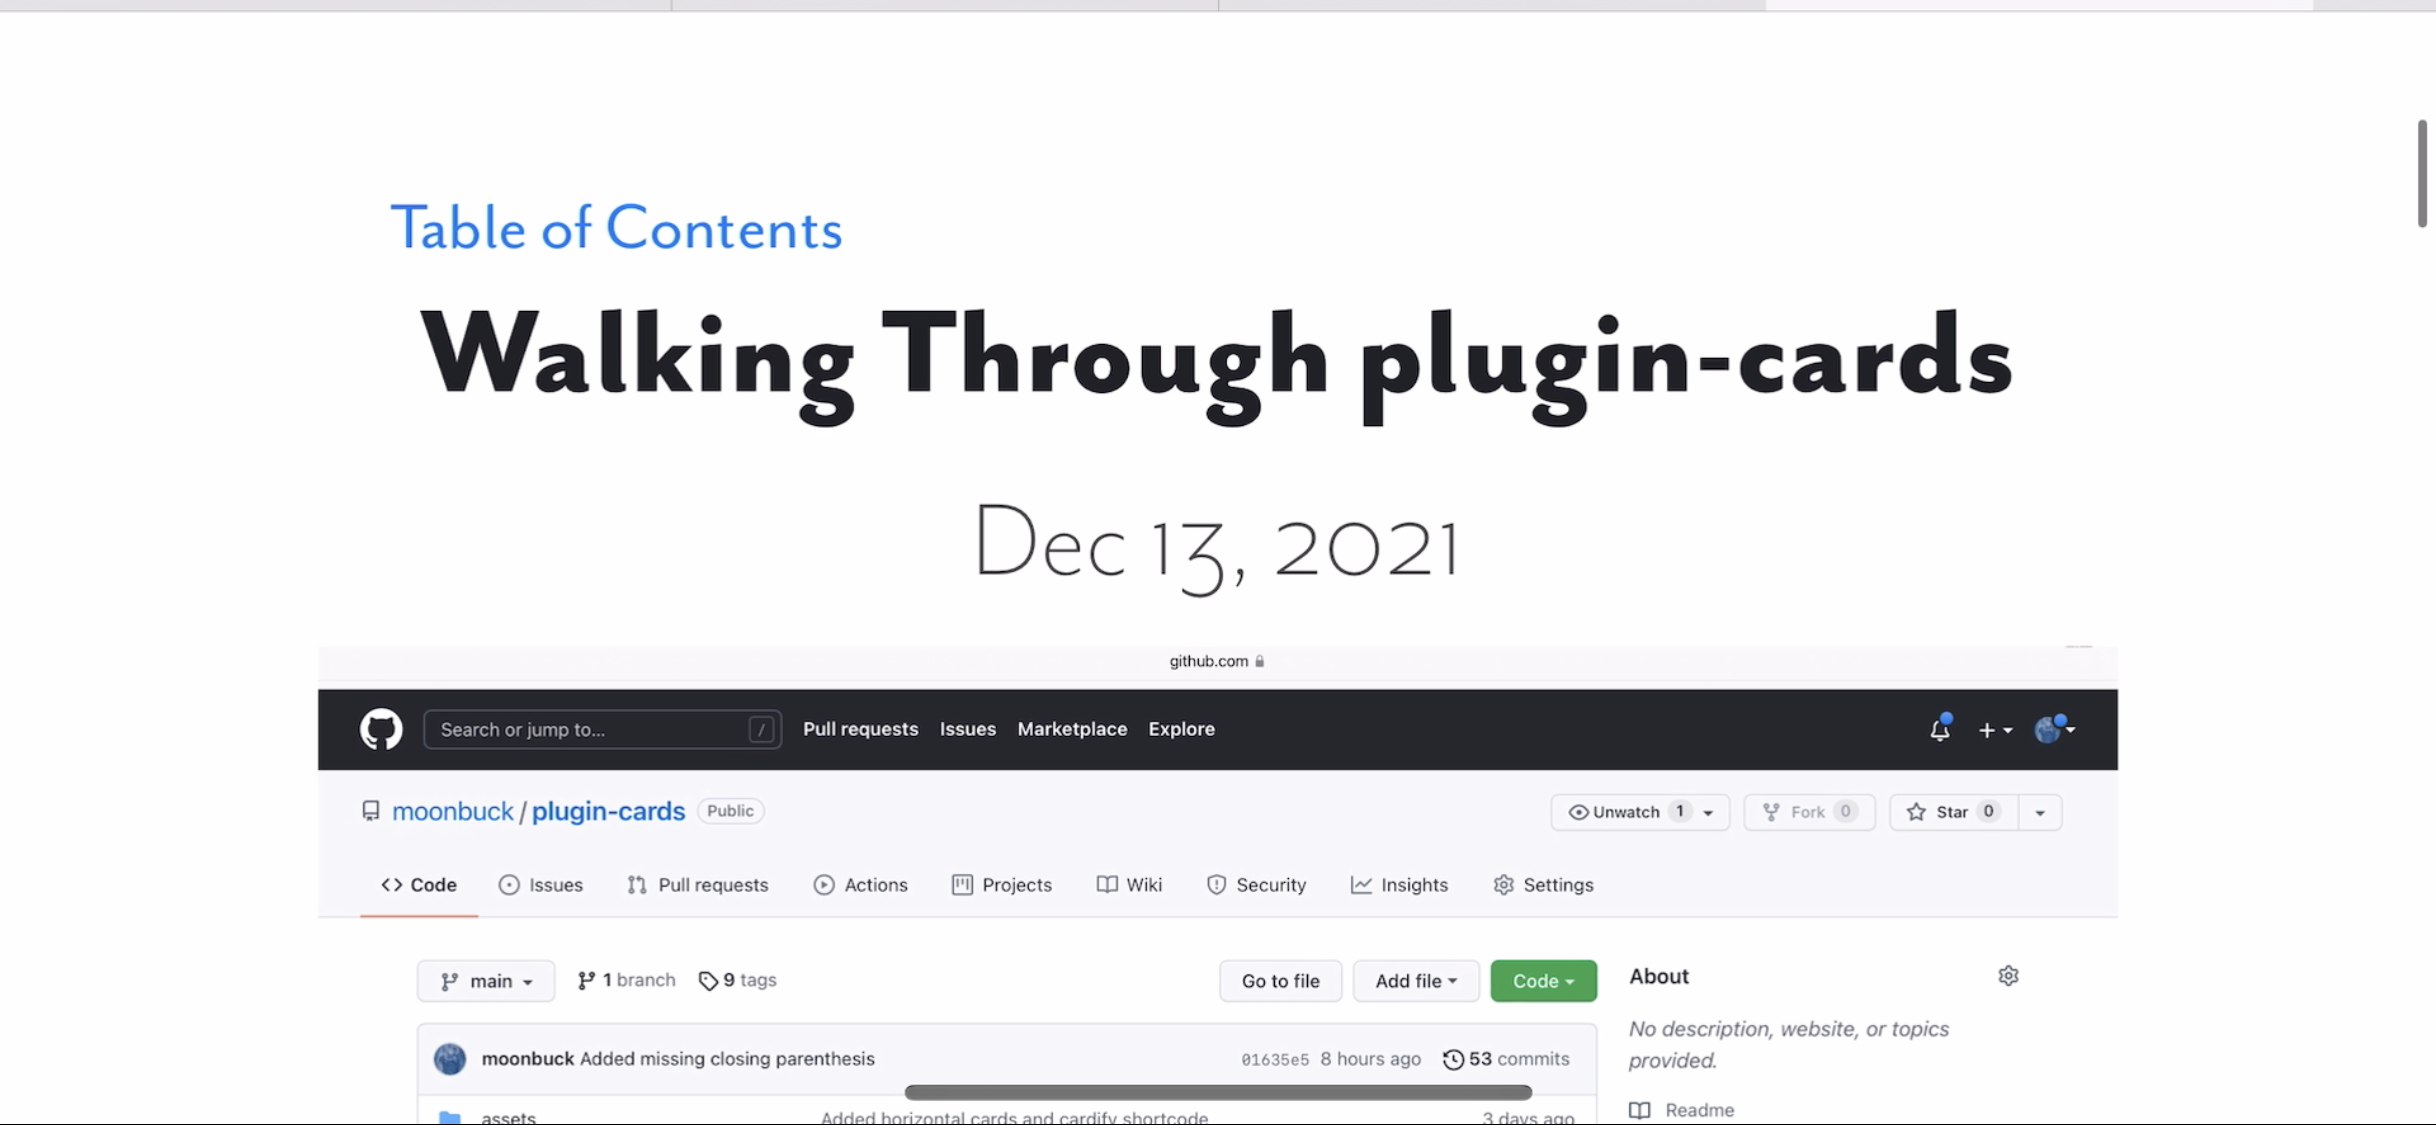 Table of Contents
Walking Through plugin-cards
Dec 13, 2021
github.com
Search or jump to... / Pull requests Issues Marketplace Explore
moonbuck / plugin-cards Public Unwatch 1 Fork 0 Star 0
Code Issues Pull requests Actions Projects Wiki Security Insights Settings
main 1 branch 9 tags Go to file Add file Code About
No description, website, or topics
provided.
moonbuck Added missing closing parenthesis 01635e5 8 hours ago 53 commits
assets Added horizontal cards and cardify shortcode 3 days ago Readme